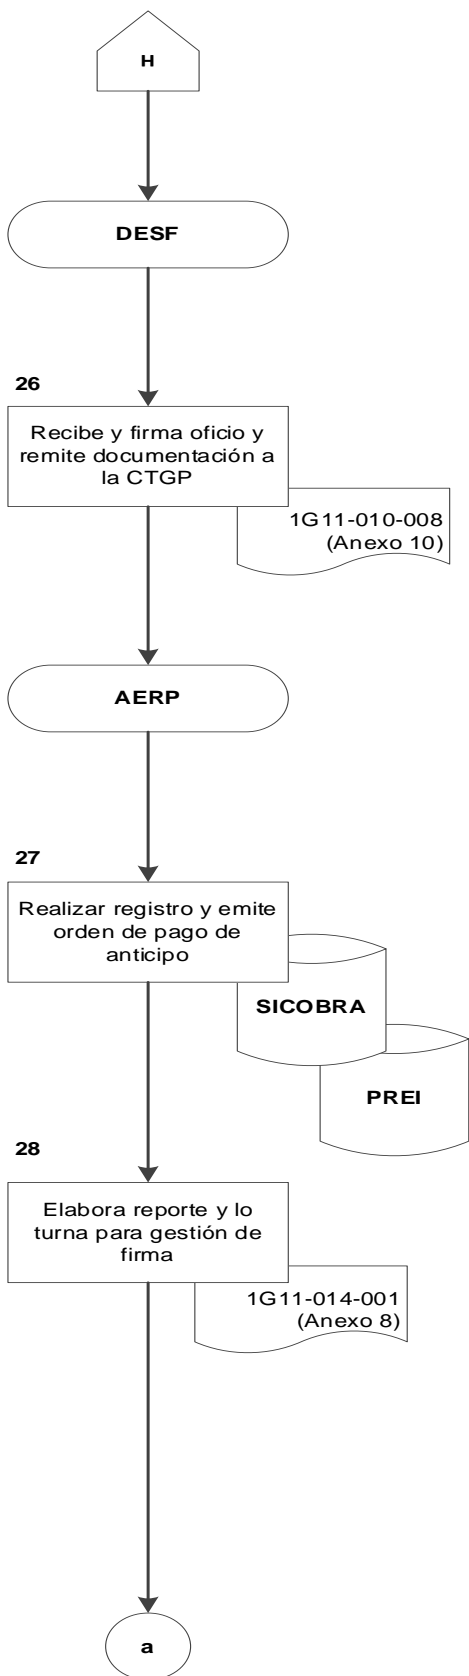 H
DESF
26
Recibe y firma oficio y
remite documentación a
la CTGP
1G11-010-008
(Anexo 10)
AERP
27
Realizar registro y emite
orden de pago de
anticipo
SICOBRA
PREI
28
Elabora reporte y lo
turna para gestión de
firma
1G11-014-001
(Anexo 8)
a